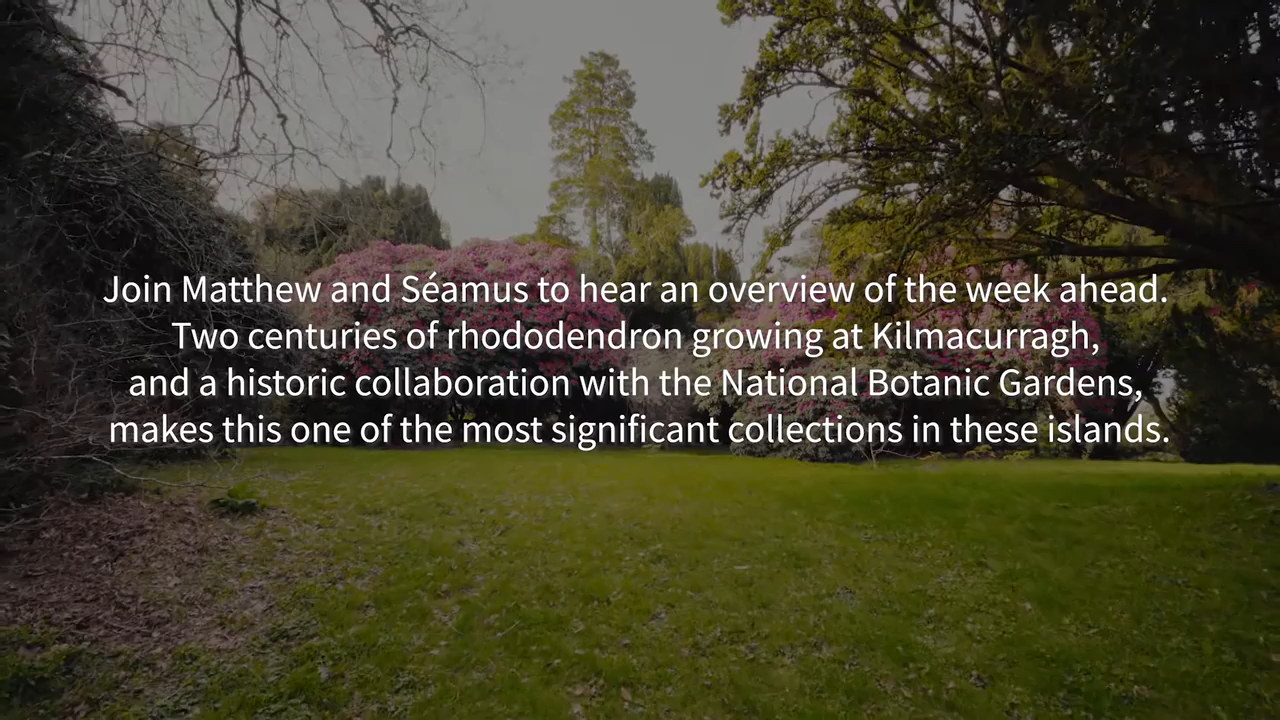 Join Matthew and Séamus to hear an overview of the week ahead.
Two centuries of rhododendron growing at Kilmacurragh,
and a historic collaboration with the National Botanic Gardens,
makes this one of the most significant collections in these islands.